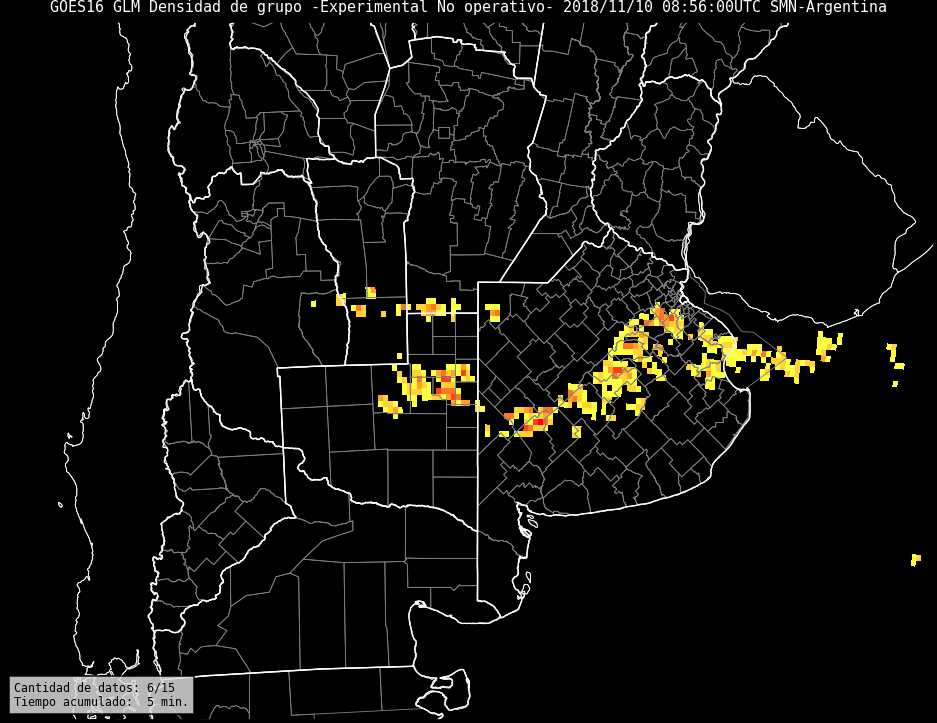 GOES16 GLM Densidad de grupo -Experimental No operativo- 2018/11/10 08:56:00UTC SMN-Argentina
Cantidad de datos: 6/15
Tiempo acumulado:  5 min.